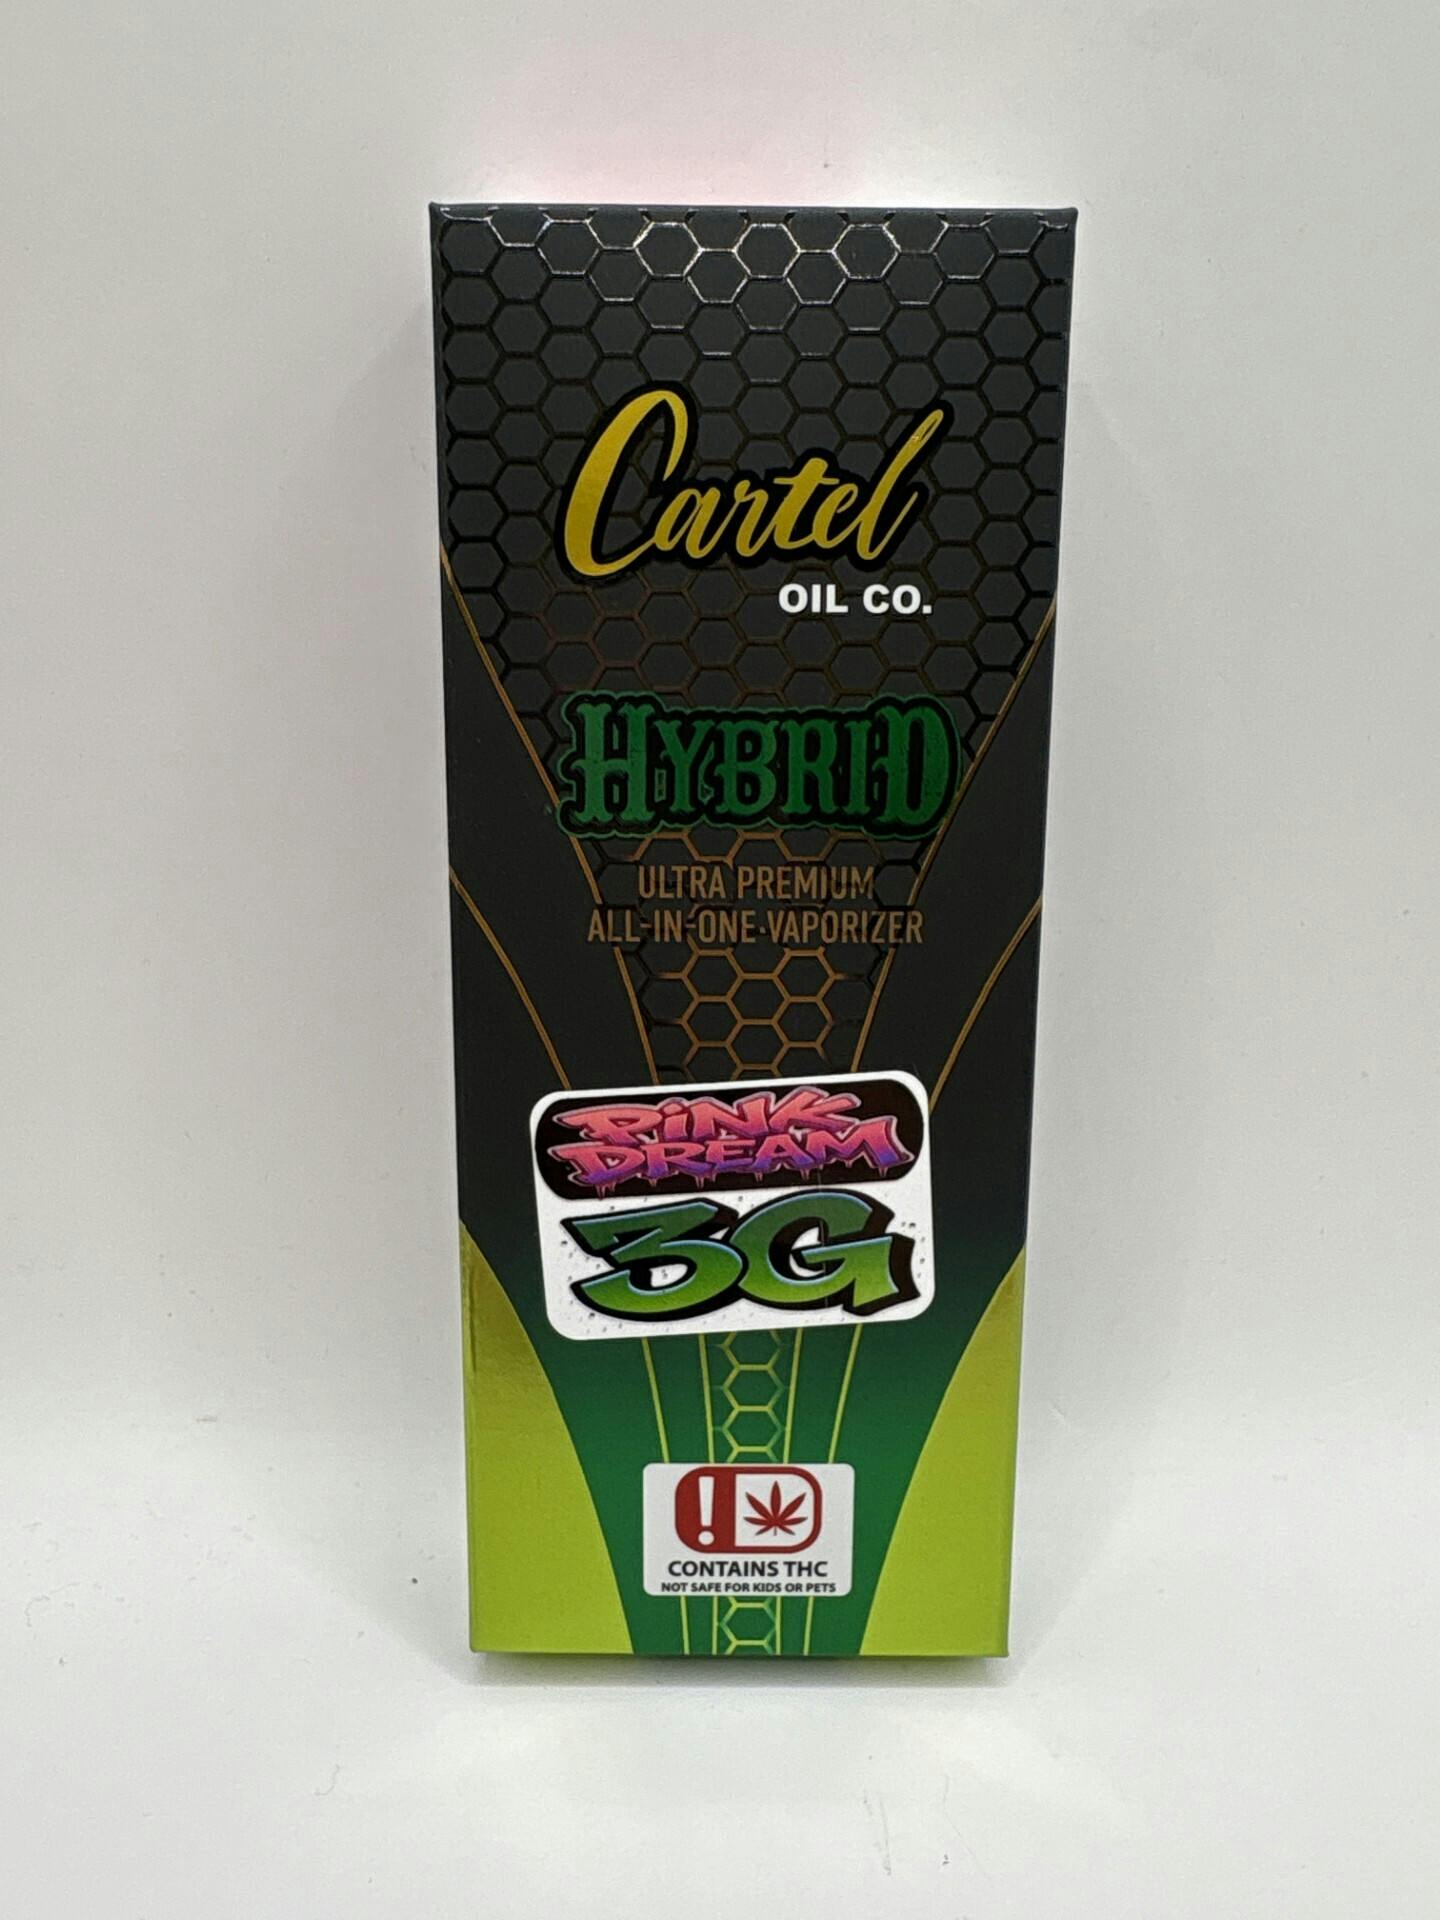 Cartel
OIL CO.
HYBRID
ULTRA PREMIUM
ALL-IN-ONE VAPORIZER
PiNK
DREAM
3G
!
CONTAINS THC
NOT SAFE FOR KIDS OR PETS